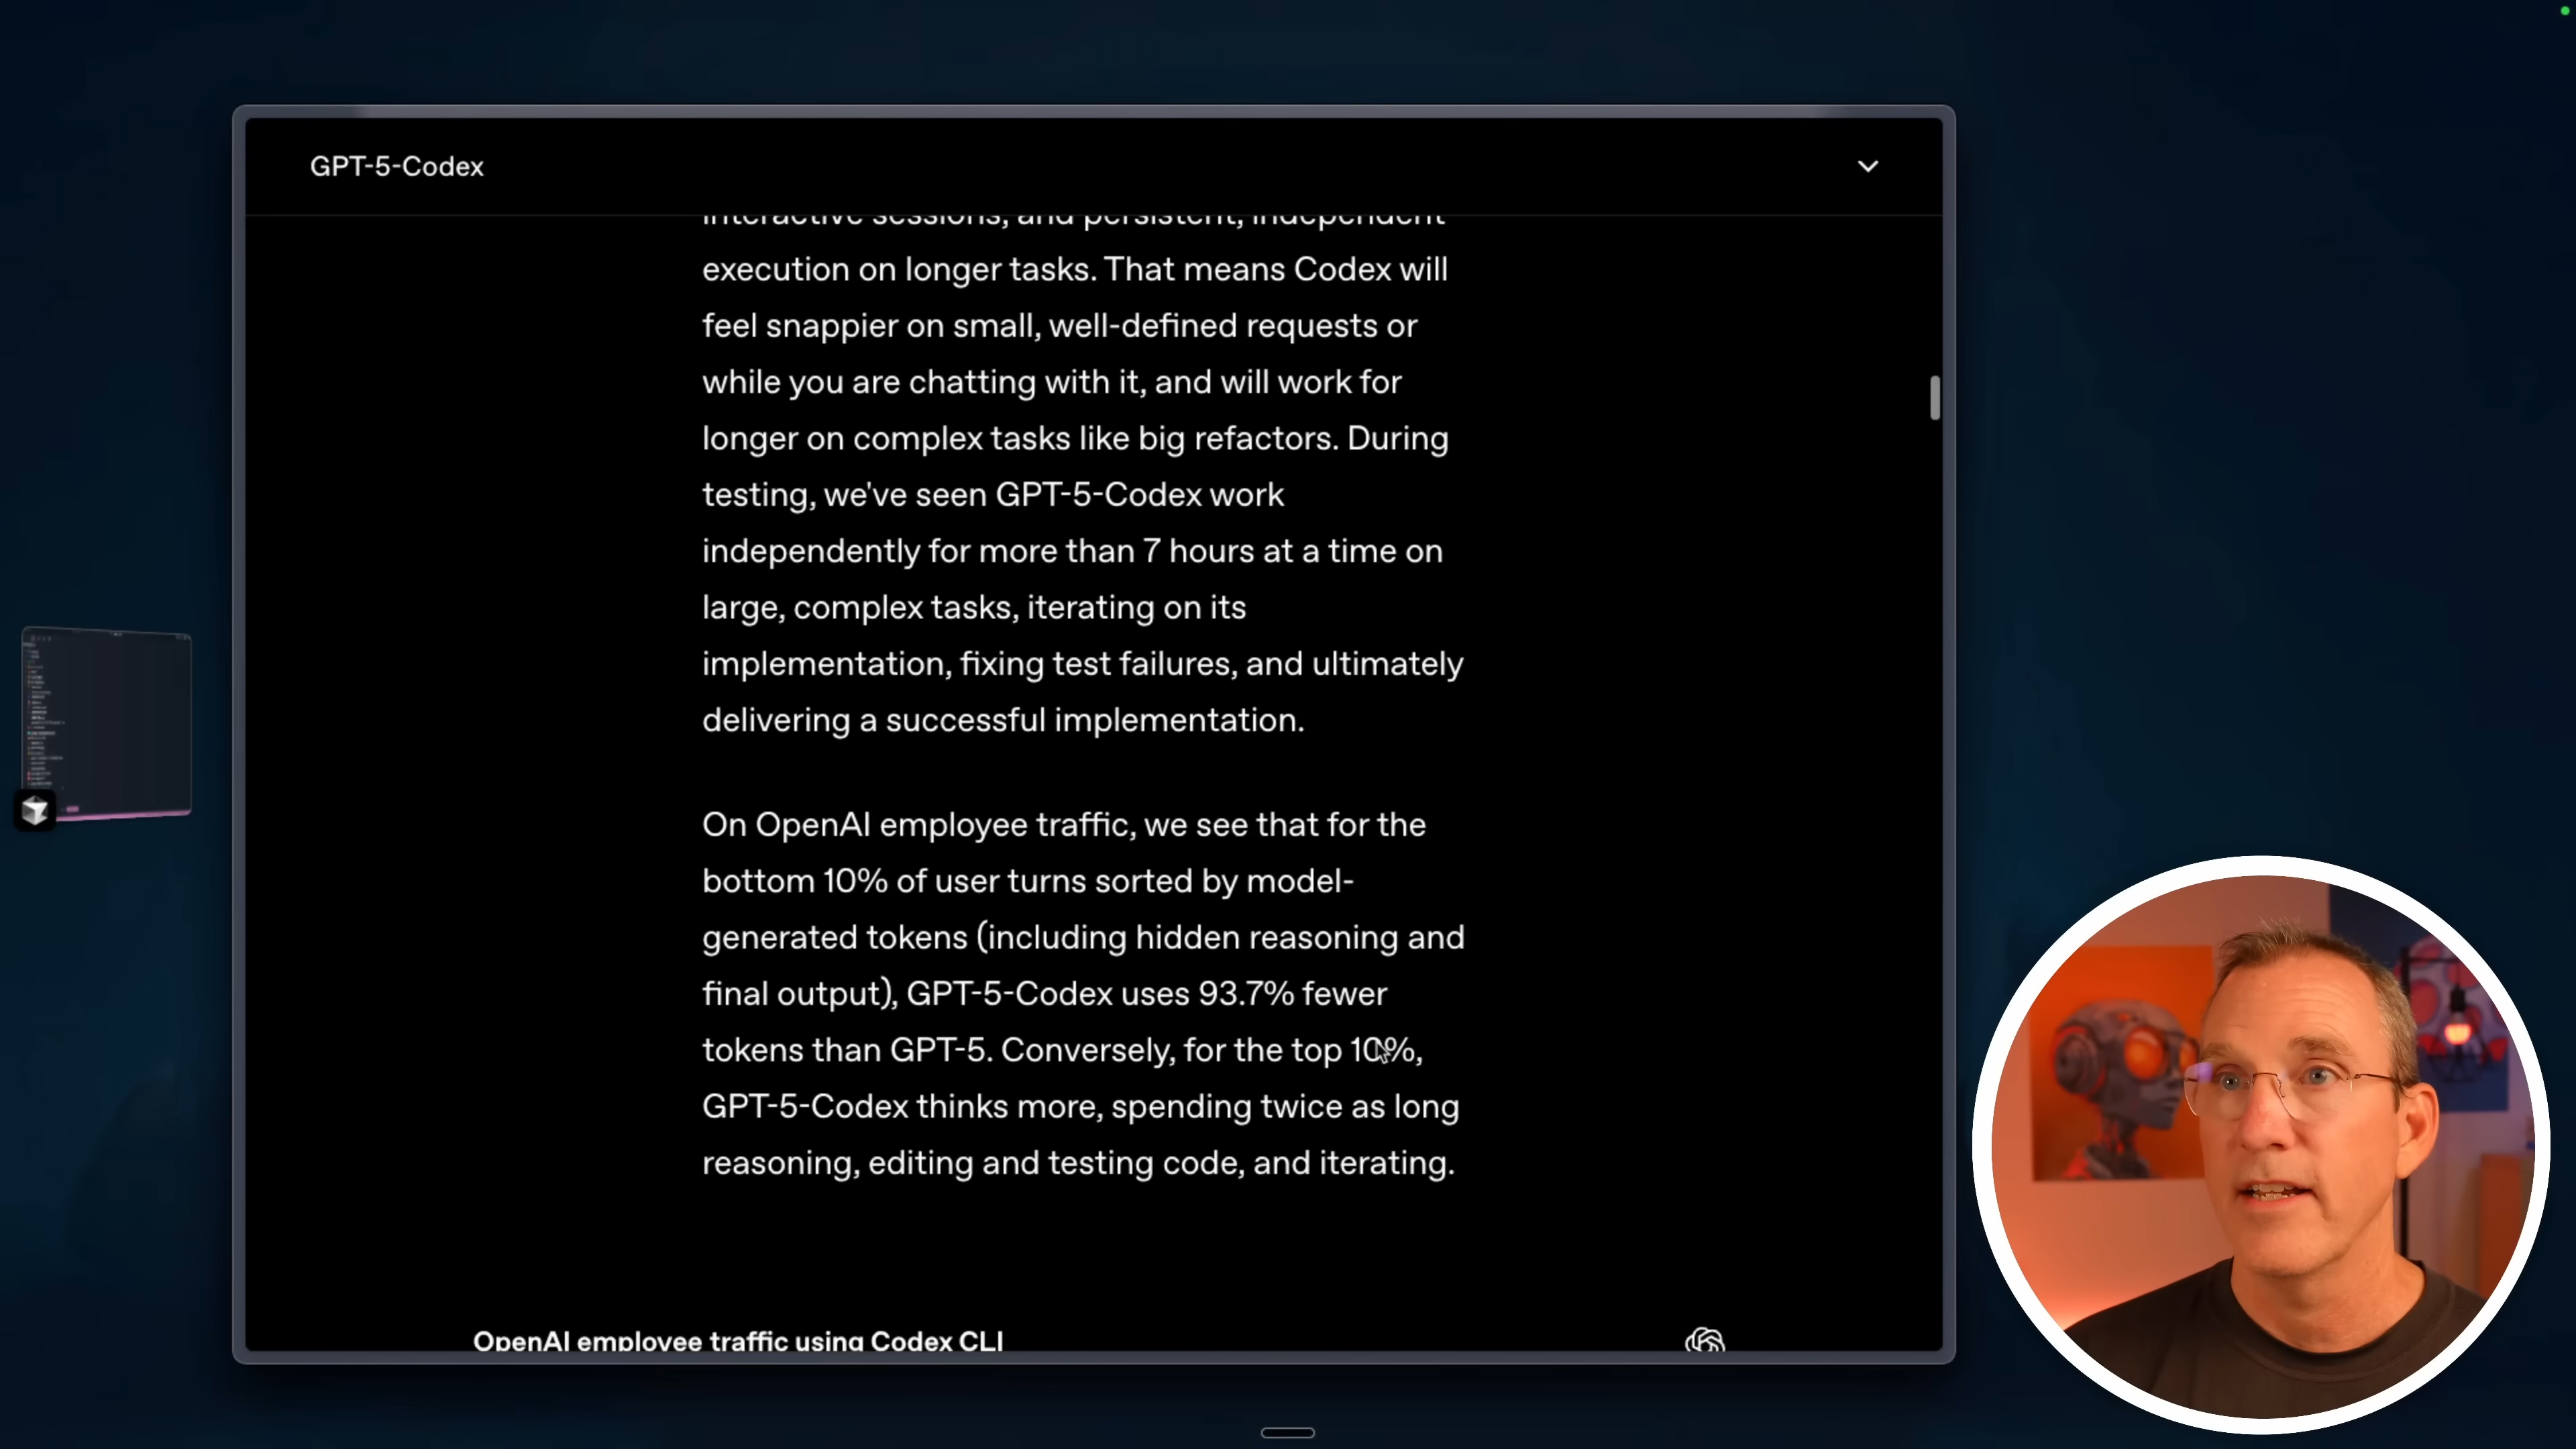 GPT-5-Codex
interactive sessions, and persistent, independent
execution on longer tasks. That means Codex will
feel snappier on small, well-defined requests or
while you are chatting with it, and will work for
longer on complex tasks like big refactors. During
testing, we've seen GPT-5-Codex work
independently for more than 7 hours at a time on
large, complex tasks, iterating on its
implementation, fixing test failures, and ultimately
delivering a successful implementation.
On OpenAI employee traffic, we see that for the
bottom 10% of user turns sorted by model-
generated tokens (including hidden reasoning and
final output), GPT-5-Codex uses 93.7% fewer
tokens than GPT-5. Conversely, for the top 10%,
GPT-5-Codex thinks more, spending twice as long
reasoning, editing and testing code, and iterating.
OpenAI employee traffic using Codex CLI